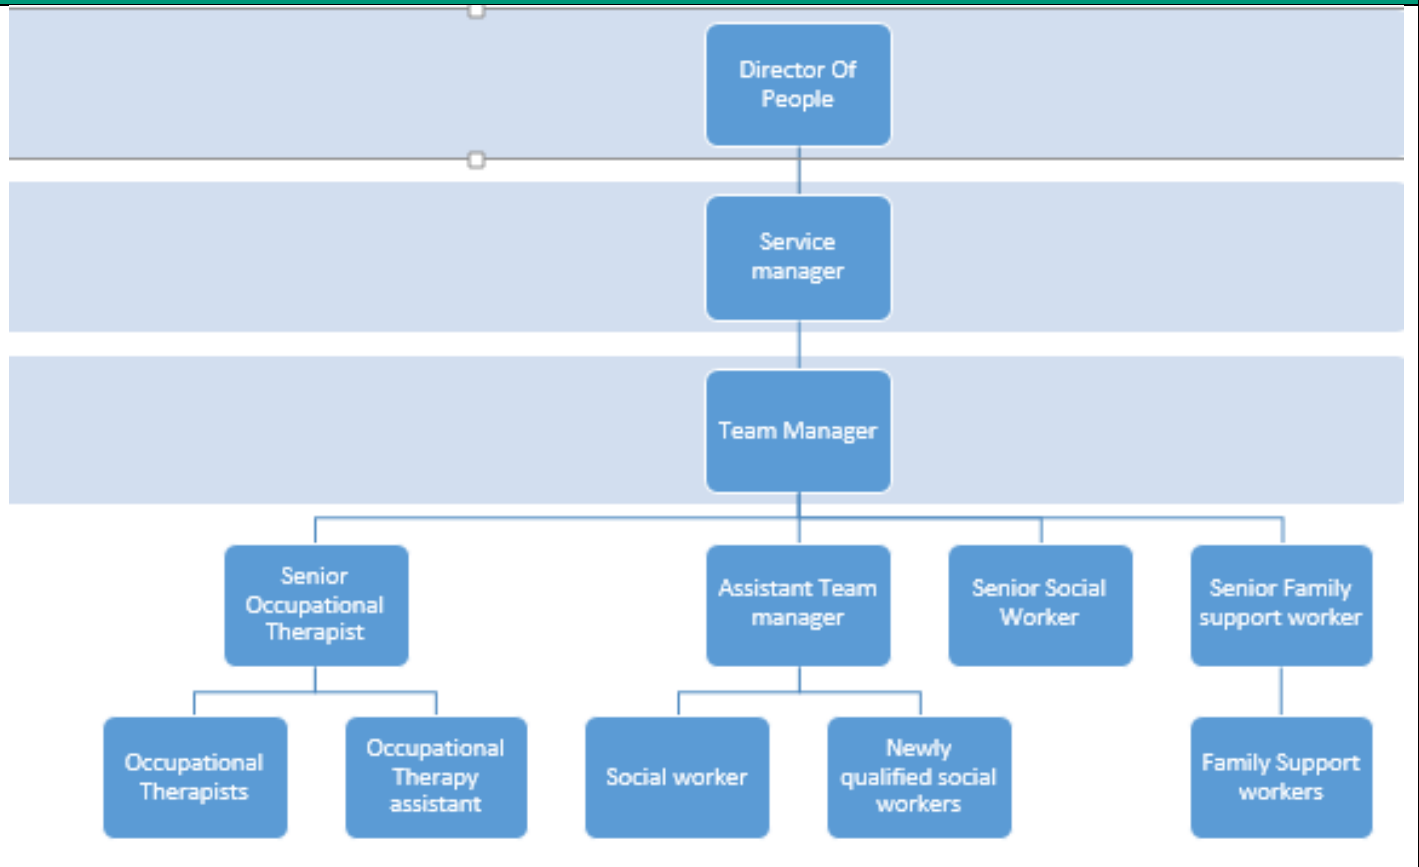 Director Of
People
Service
manager
Team Manager
Senior
Occupational
Therapist
Assistant Team
manager
Senior Social
Worker
Senior Family
support worker
Occupational
Therapists
Occupational
Therapy
assistant
Social worker
Newly
qualified social
workers
Family Support
workers